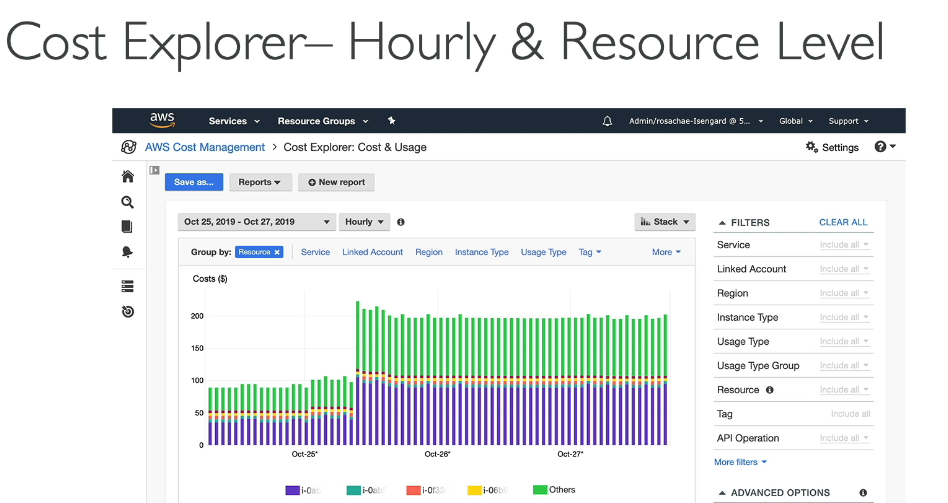 Cost Explorer– Hourly & Resource Level
aws Services Resource Groups Admin/rosachae-Isengard @ 5... Global Support
AWS Cost Management > Cost Explorer: Cost & Usage Settings ?
Save as... Reports New report
Oct 25, 2019 - Oct 27, 2019 Hourly Stack
FILTERS CLEAR ALL
Group by: Resource × Service Linked Account Region Instance Type Usage Type Tag More
Costs ($)
200
150
100
50
0
Oct-25* Oct-26* Oct-27*
i-0a i-0ab i-0f33 i-06b Others
Service Include all
Linked Account Include all
Region Include all
Instance Type Include all
Usage Type Include all
Usage Type Group Include all
Resource Include all
Tag Include all
API Operation Include all
More filters
ADVANCED OPTIONS